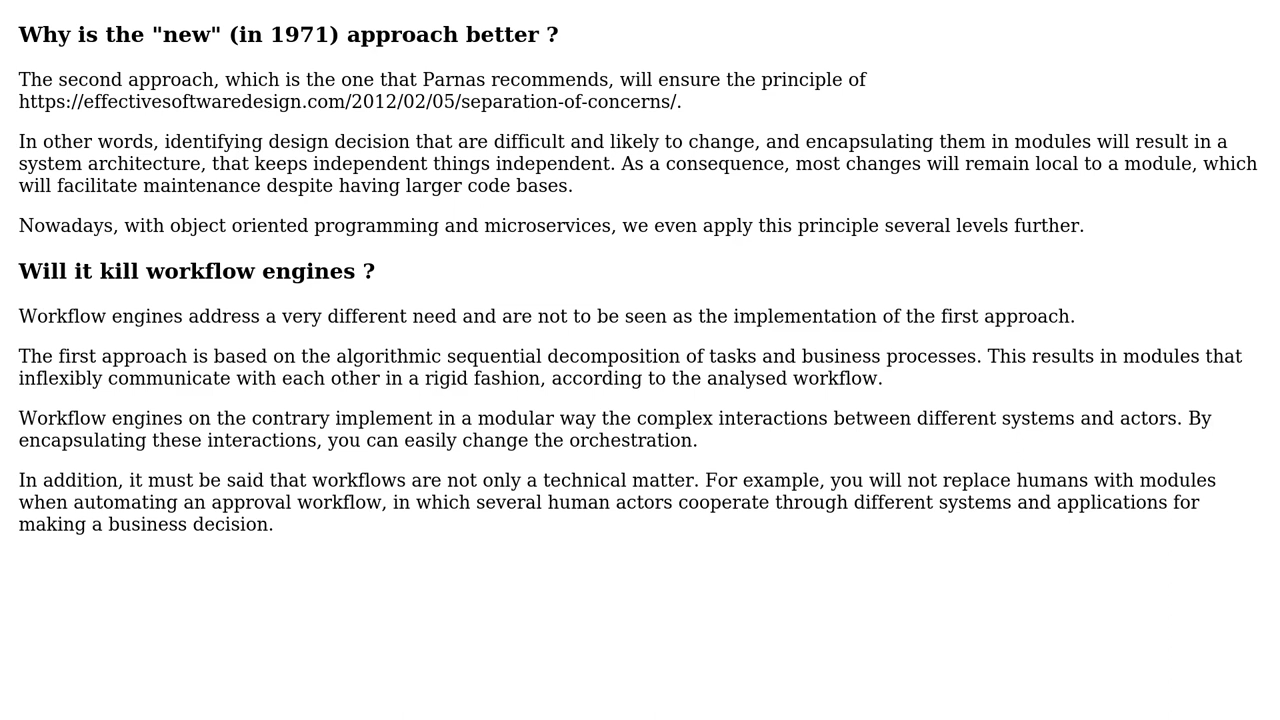 Why is the "new" (in 1971) approach better ?
The second approach, which is the one that Parnas recommends, will ensure the principle of
https://effectivesoftwaredesign.com/2012/02/05/separation-of-concerns/.
In other words, identifying design decision that are difficult and likely to change, and encapsulating them in modules will result in a
system architecture, that keeps independent things independent. As a consequence, most changes will remain local to a module, which
will facilitate maintenance despite having larger code bases.
Nowadays, with object oriented programming and microservices, we even apply this principle several levels further.
Will it kill workflow engines ?
Workflow engines address a very different need and are not to be seen as the implementation of the first approach.
The first approach is based on the algorithmic sequential decomposition of tasks and business processes. This results in modules that
inflexibly communicate with each other in a rigid fashion, according to the analysed workflow.
Workflow engines on the contrary implement in a modular way the complex interactions between different systems and actors. By
encapsulating these interactions, you can easily change the orchestration.
In addition, it must be said that workflows are not only a technical matter. For example, you will not replace humans with modules
when automating an approval workflow, in which several human actors cooperate through different systems and applications for
making a business decision.